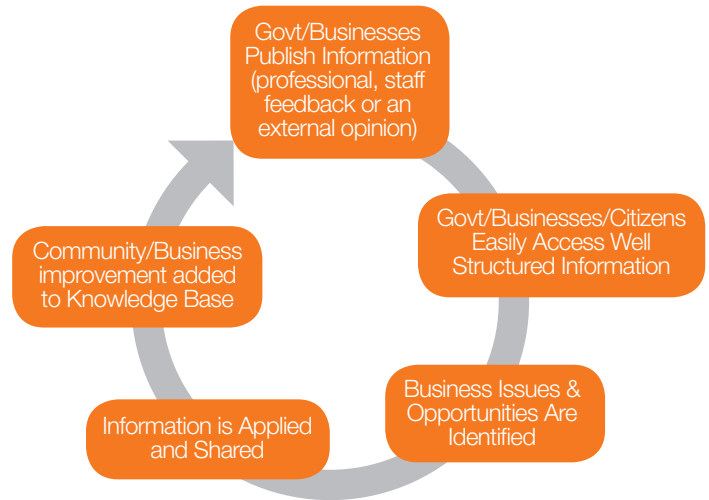 Govt/Businesses
Publish Information
(professional, staff
feedback or an
external opinion)
Govt/Businesses/Citizens
Easily Access Well
Structured Information
Business Issues &
Opportunities Are
Identified
Information is Applied
and Shared
Community/Business
improvement added
to Knowledge Base